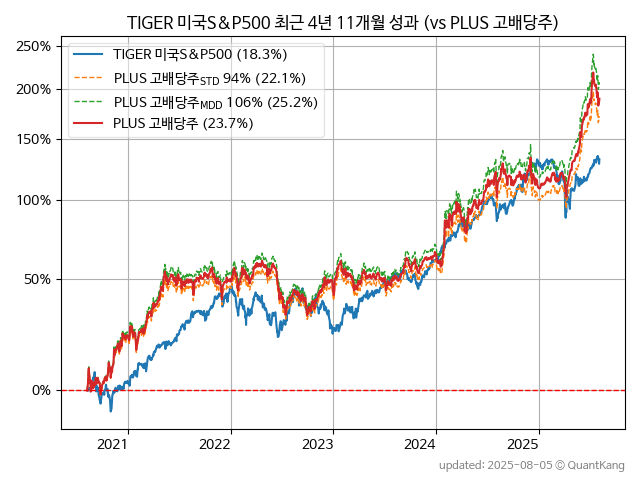 TIGER 미국S&P500 최근 4년 11개월 성과 (vs PLUS 고배당주)
250%
200%
150%
100%
50%
0%
TIGER 미국S&P500 (18.3%)
PLUS 고배당주STD 94% (22.1%)
PLUS 고배당주MDD 106% (25.2%)
PLUS 고배당주 (23.7%)
2021 2022 2023 2024 2025
updated: 2025-08-05 ⓒ QuantKang